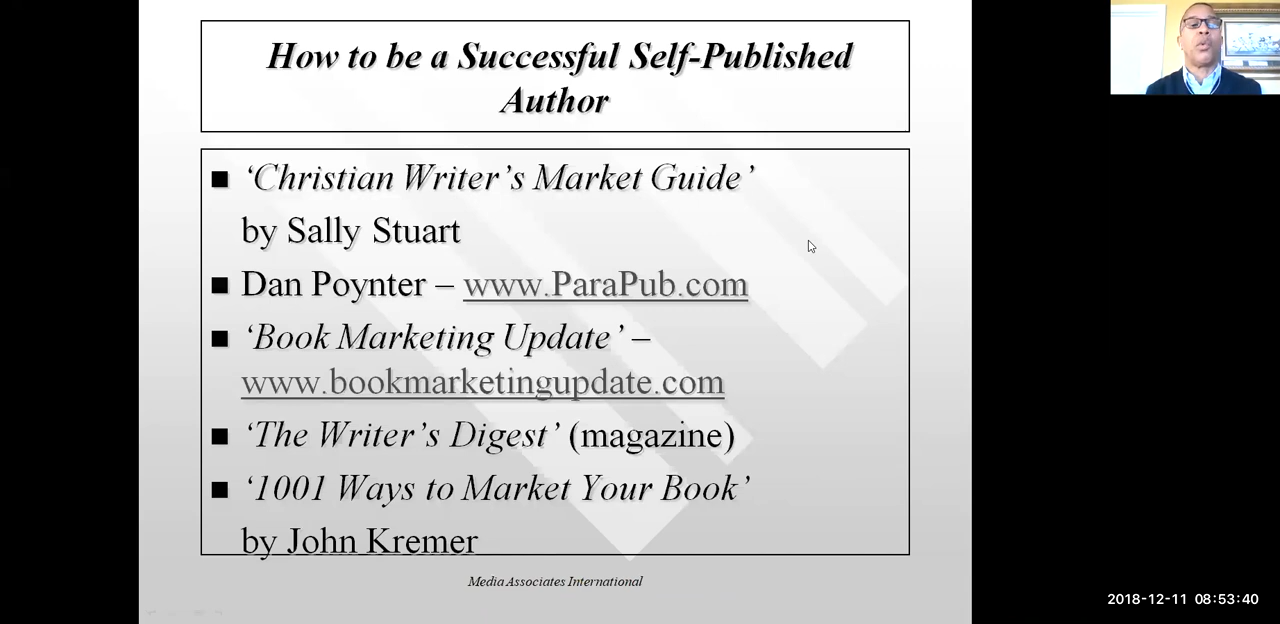 How to be a Successful Self-Published
Author
■ ‘Christian Writer’s Market Guide’
by Sally Stuart
■ Dan Poynter – www.ParaPub.com
■ ‘Book Marketing Update’ –
www.bookmarketingupdate.com
■ ‘The Writer’s Digest’ (magazine)
■ ‘1001 Ways to Market Your Book’
by John Kremer
Media Associates International
2018-12-11 08:53:40